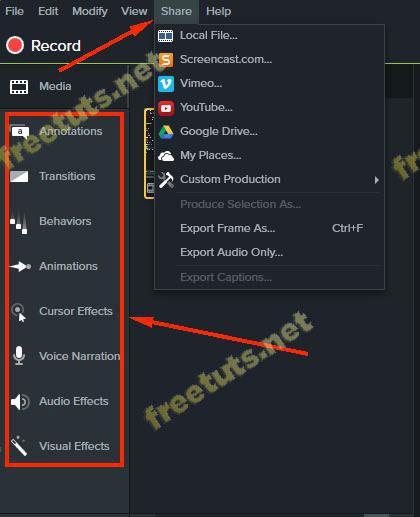 File Edit Modify View Share Help
Record
Media
Annotations
Transitions
Behaviors
Animations
Cursor Effects
Voice Narration
Audio Effects
Visual Effects
Local File...
Screencast.com...
Vimeo...
YouTube...
Google Drive...
My Places...
Custom Production
Produce Selection As...
Export Frame As... Ctrl+F
Export Audio Only...
Export Captions...
freetuts.net
freetuts.net
freetuts.net